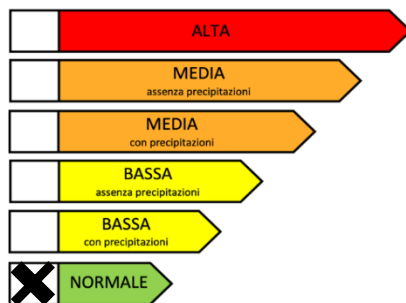 ALTA
MEDIA
assenza precipitazioni
MEDIA
con precipitazioni
BASSA
assenza precipitazioni
BASSA
con precipitazioni
NORMALE